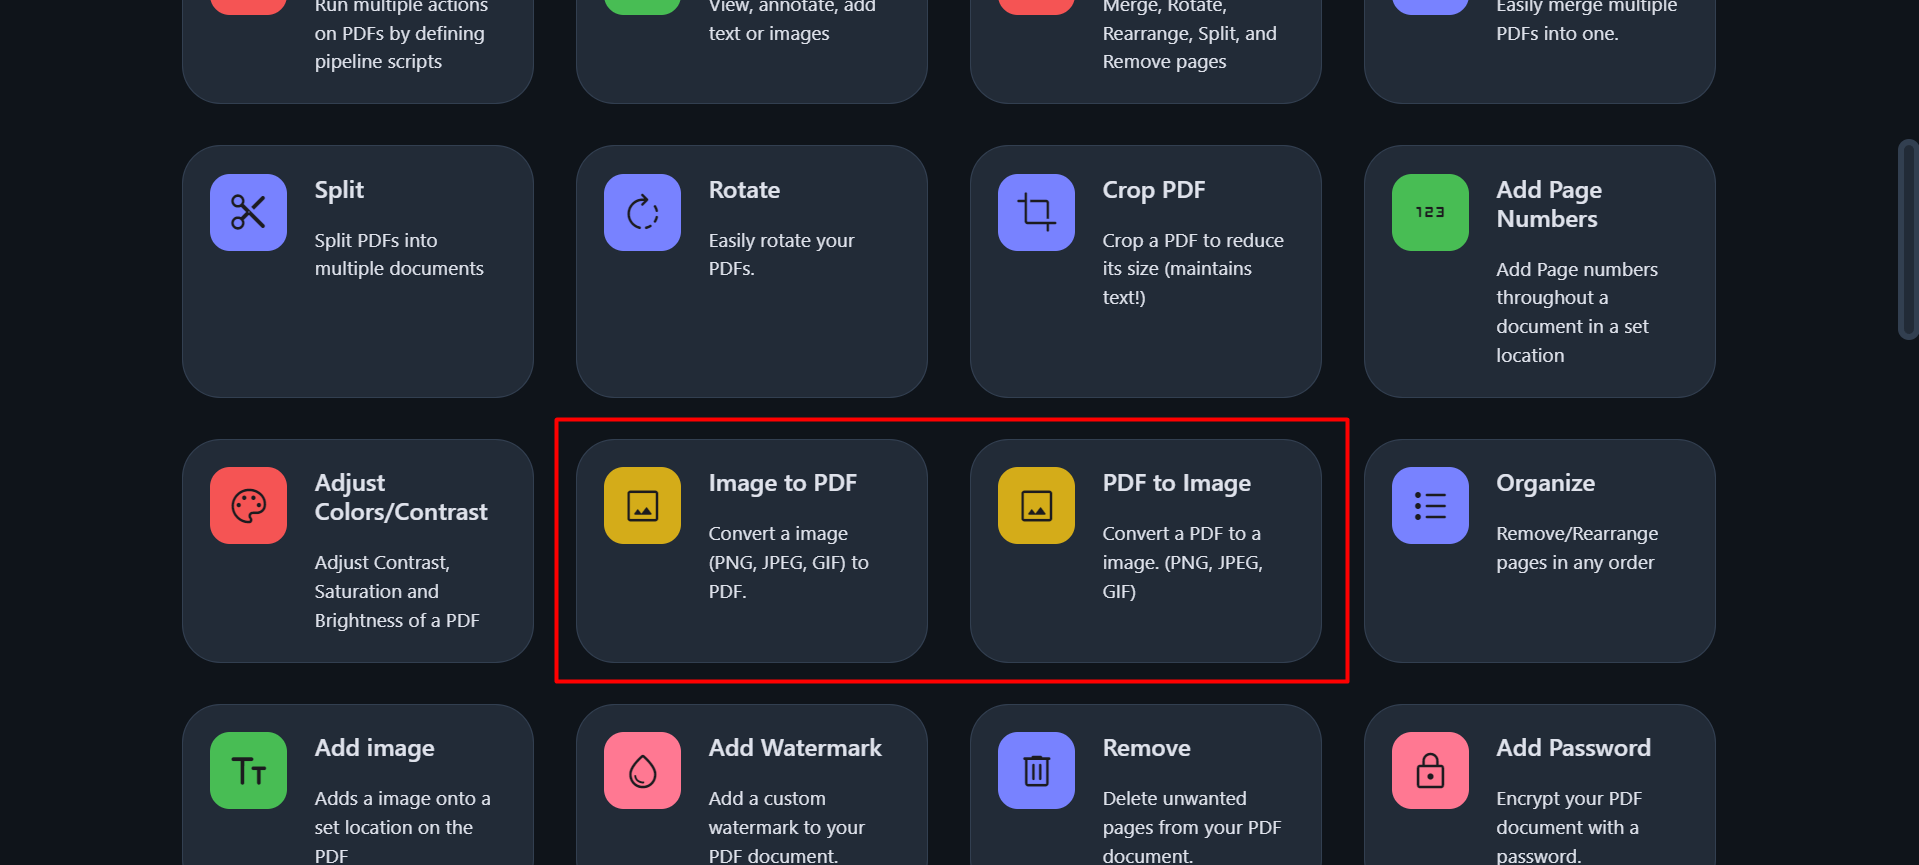 Run multiple actions
on PDFs by defining
pipeline scripts
View, annotate, add
text or images
Merge, Rotate,
Rearrange, Split, and
Remove pages
Easily merge multiple
PDFs into one.
Split
Split PDFs into
multiple documents
Rotate
Easily rotate your
PDFs.
Crop PDF
Crop a PDF to reduce
its size (maintains
text!)
123
Add Page
Numbers
Add Page numbers
throughout a
document in a set
location
Adjust
Colors/Contrast
Adjust Contrast,
Saturation and
Brightness of a PDF
Image to PDF
Convert a image
(PNG, JPEG, GIF) to
PDF.
PDF to Image
Convert a PDF to a
image. (PNG, JPEG,
GIF)
Organize
Remove/Rearrange
pages in any order
TT
Add image
Adds a image onto a
set location on the
PDF
Add Watermark
Add a custom
watermark to your
PDF document.
Remove
Delete unwanted
pages from your PDF
document.
Add Password
Encrypt your PDF
document with a
password.